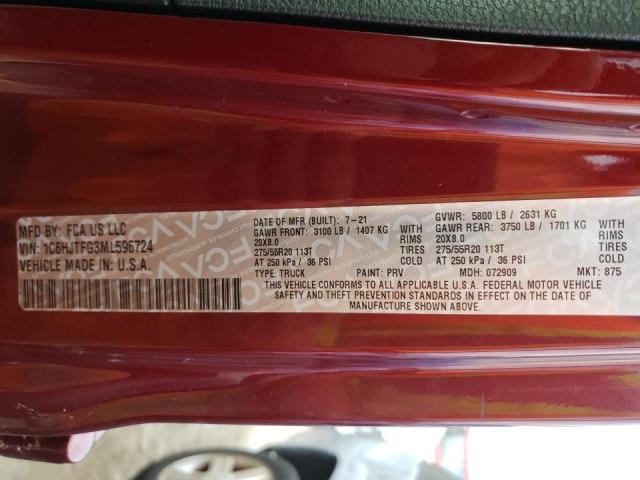 MFD BY: FCA US LLC
VIN: 1C6HJTFG3ML596724
VEHICLE MADE IN: U.S.A.
DATE OF MFR (BUILT): 7-21
GAWR FRONT: 3100 LB / 1407 KG WITH
20X8.0 RIMS
275/55R20 113T TIRES
AT 250 kPa / 36 PSI COLD
GVWR: 5800 LB / 2631 KG
GAWR REAR: 3750 LB / 1701 KG WITH
20X8.0 RIMS
275/55R20 113T TIRES
AT 250 kPa / 36 PSI COLD
TYPE: TRUCK PAINT: PRV MDH: 072909 MKT: 875
THIS VEHICLE CONFORMS TO ALL APPLICABLE U.S.A. FEDERAL MOTOR VEHICLE
SAFETY AND THEFT PREVENTION STANDARDS IN EFFECT ON THE DATE OF
MANUFACTURE SHOWN ABOVE.